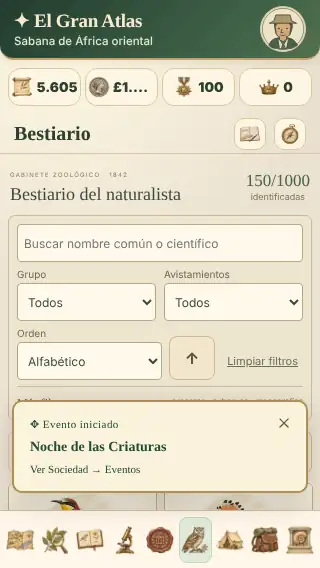 ✦ El Gran Atlas
Sabana de África oriental
5.605
£1....
100
0
Bestiario
GABINETE ZOOLÓGICO · 1842
Bestiario del naturalista
150/1000
identificadas
Buscar nombre común o científico
Grupo
Avistamientos
Todos
Todos
Orden
Alfabético
↑
Limpiar filtros
✥ Evento iniciado
×
Noche de las Criaturas
Ver Sociedad → Eventos